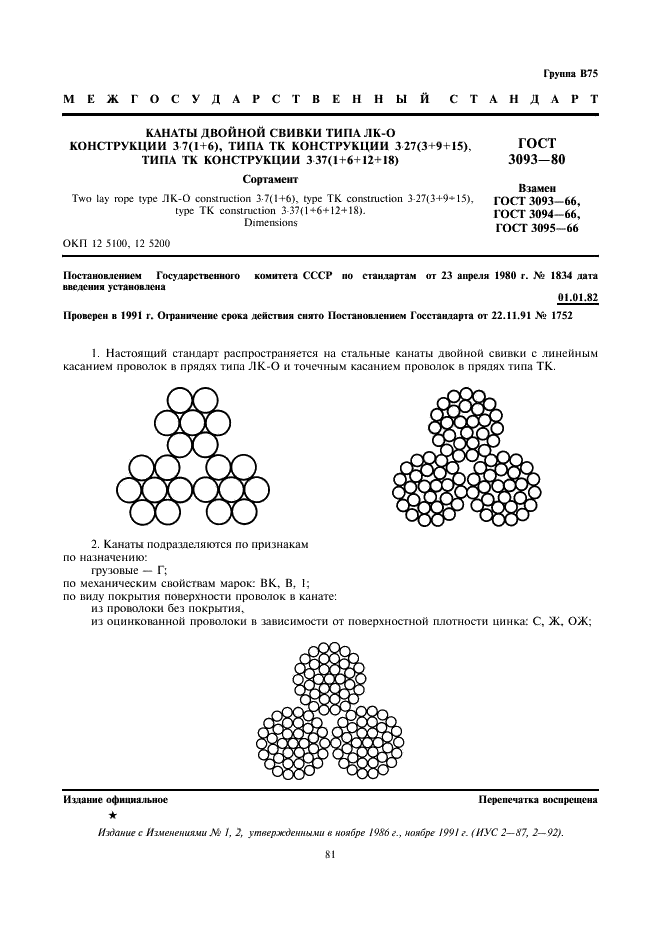 Группа В75
МЕЖГОСУДАРСТВЕННЫЙ СТАНДАРТ
КАНАТЫ ДВОЙНОЙ СВИВКИ ТИПА ЛК-О
КОНСТРУКЦИИ 3·7(1+6), ТИПА ТК КОНСТРУКЦИИ 3·27(3+9+15),
ТИПА ТК КОНСТРУКЦИИ 3·37(1+6+12+18)
Сортамент
Two lay rope type ЛК-О construction 3·7(1+6), type ТК construction 3·27(3+9+15),
type ТК construction 3·37(1+6+12+18).
Dimensions
ОКП 12 5100, 12 5200
ГОСТ
3093—80
Взамен
ГОСТ 3093—66,
ГОСТ 3094—66,
ГОСТ 3095—66
Постановлением Государственного комитета СССР по стандартам от 23 апреля 1980 г. № 1834 дата
введения установлена
01.01.82
Проверен в 1991 г. Ограничение срока действия снято Постановлением Госстандарта от 22.11.91 № 1752
1. Настоящий стандарт распространяется на стальные канаты двойной свивки с линейным
касанием проволок в прядях типа ЛК-О и точечным касанием проволок в прядях типа ТК.
2. Канаты подразделяются по признакам
по назначению:
грузовые — Г;
по механическим свойствам марок: ВК, В, 1;
по виду покрытия поверхности проволок в канате:
из проволоки без покрытия,
из оцинкованной проволоки в зависимости от поверхностной плотности цинка: С, Ж, ОЖ;
Издание официальное
Перепечатка воспрещена
★
Издание с Изменениями № 1, 2, утвержденными в ноябре 1986 г., ноябре 1991 г. (ИУС 2—87, 2—92).
81